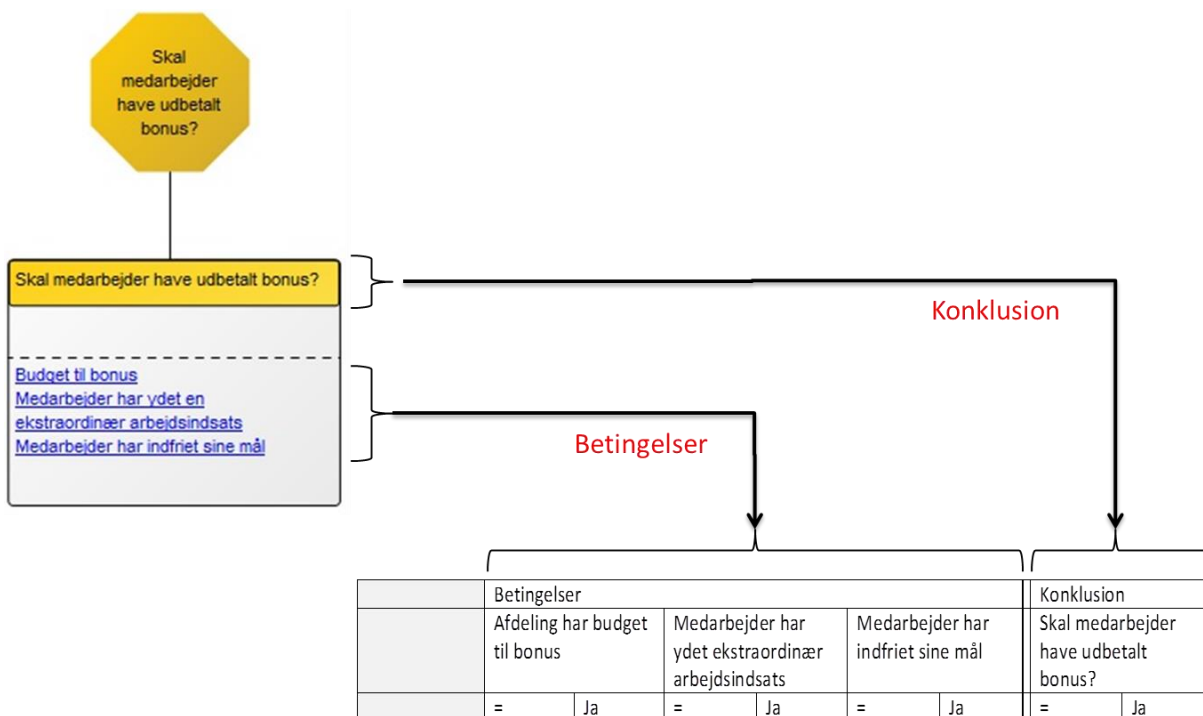 Skal
medarbejder
have udbetalt
bonus?
Skal medarbejder have udbetalt bonus?
Budget til bonus
Medarbejder har ydet en
ekstraordinær arbejdsindsats
Medarbejder har indfriet sine mål
Konklusion
Betingelser
Betingelser
Konklusion
Afdeling har budget
til bonus
Medarbejder har
ydet ekstraordinær
arbejdsindsats
Medarbejder har
indfriet sine mål
Skal medarbejder
have udbetalt
bonus?
= Ja = Ja = Ja = Ja